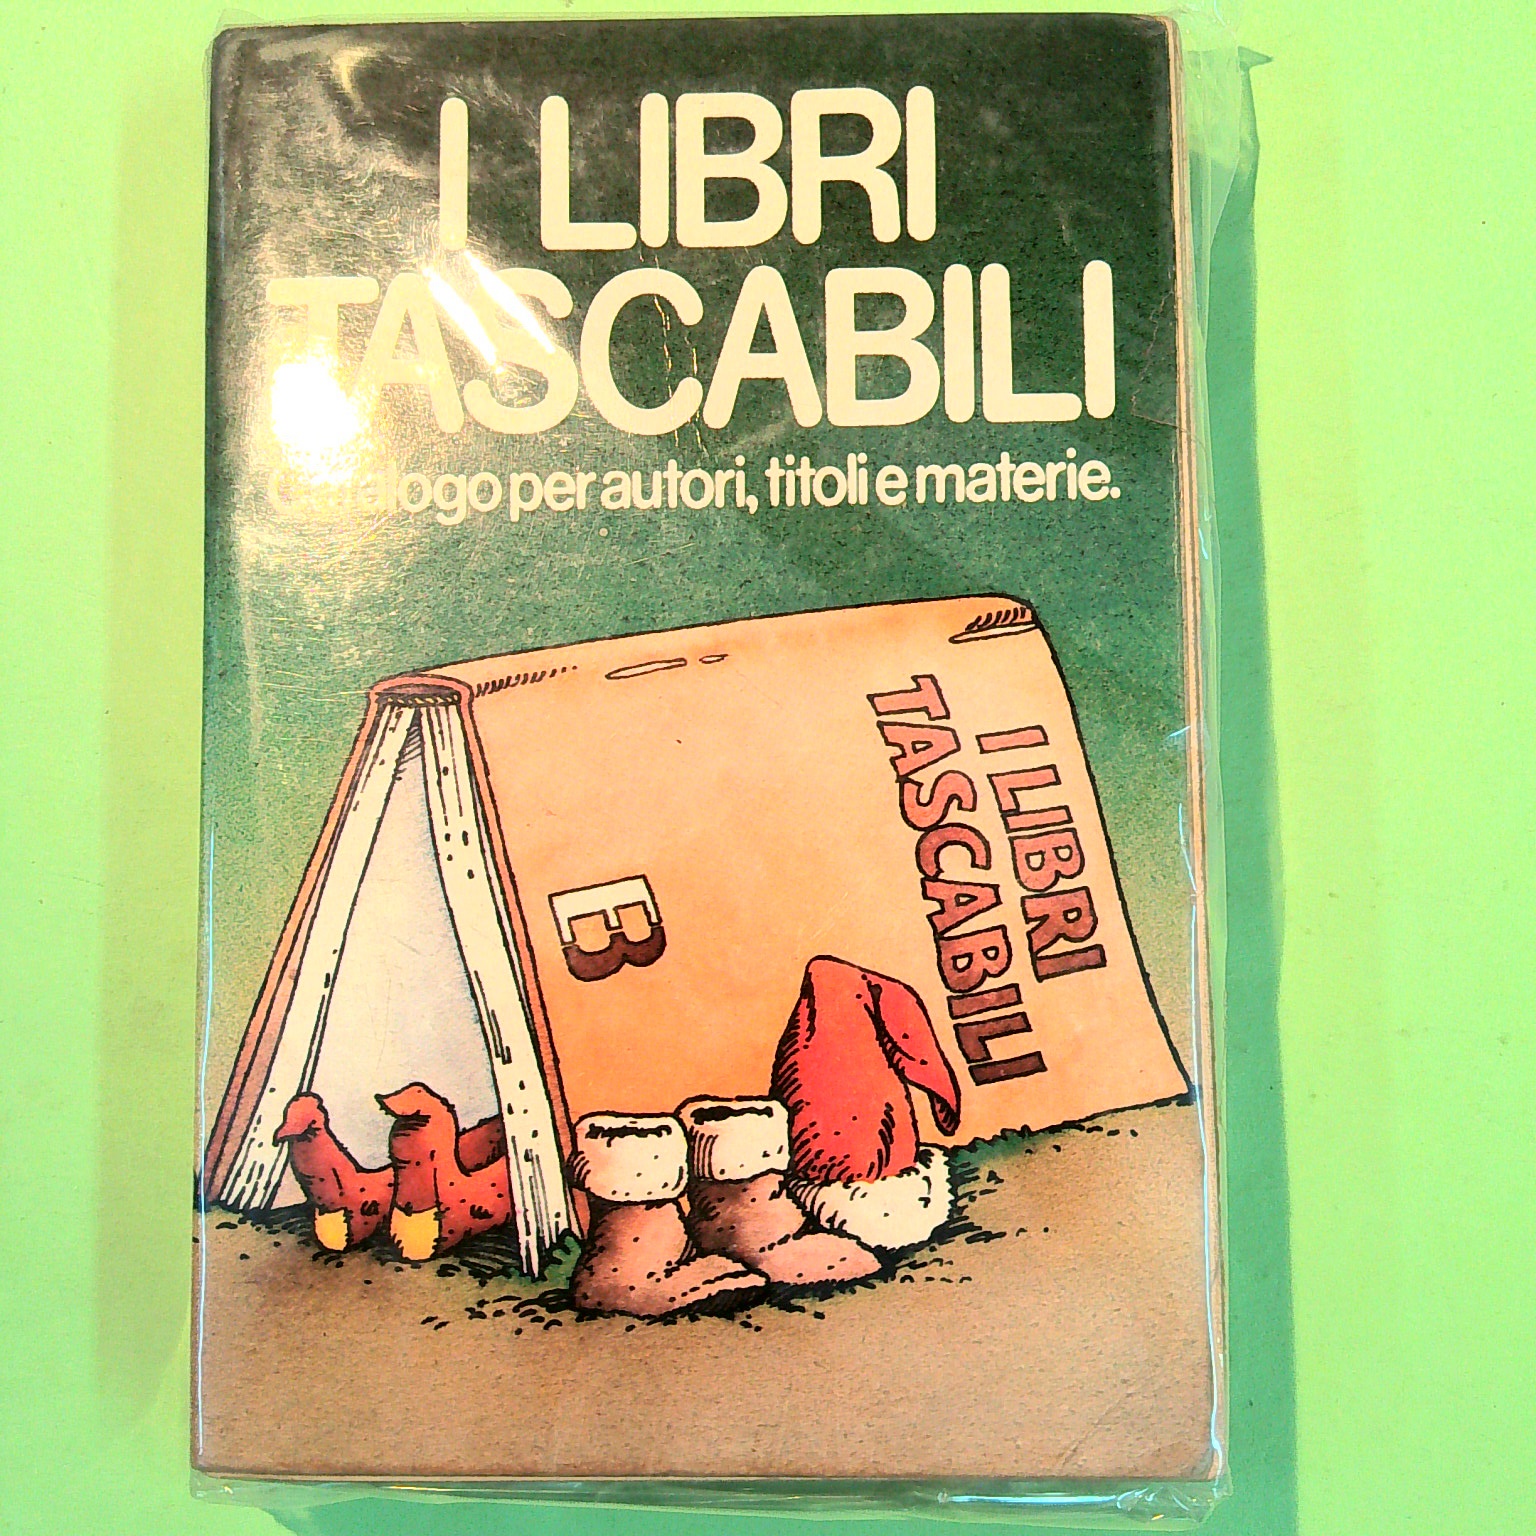 I LIBRI
TASCABILI
Catalogo per autori, titoli e materie.
I LIBRI
TASCABILI